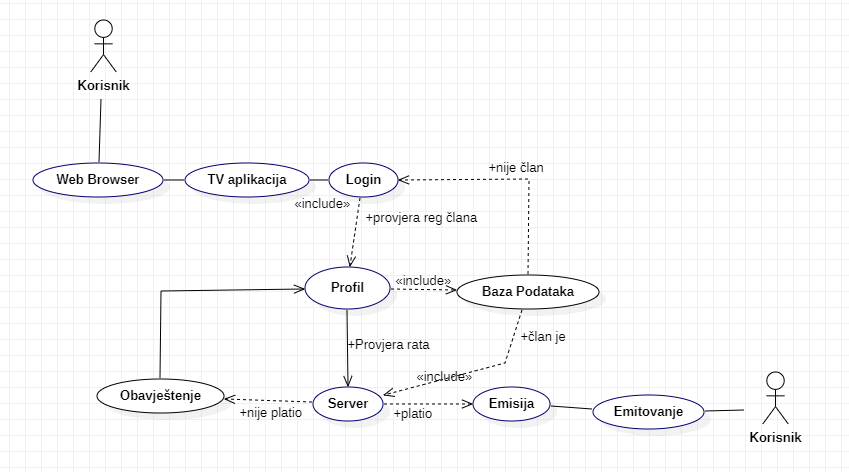 Korisnik
+nije član
Web Browser
TV aplikacija
Login
«include»
+provjera reg člana
Profil
«include»
Baza Podataka
+član je
+Provjera rata
«include»
Obavještenje
Server
Emisija
Emitovanje
+nije platio
+platio
Korisnik